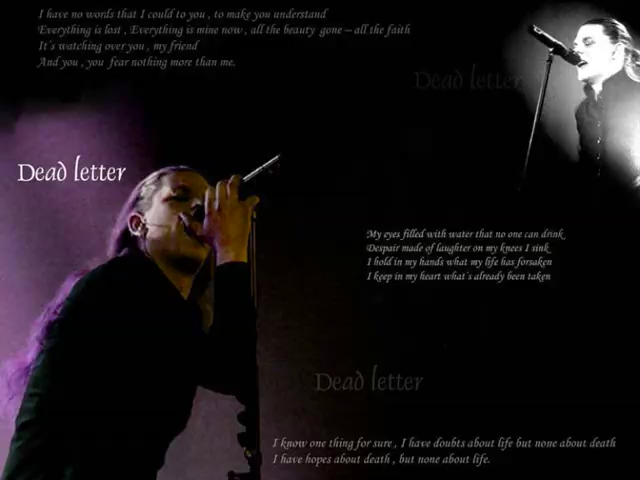 I have no words that I could to you , to make you understand
Everything is lost , Everything is mine now , all the beauty gone – all the faith
It´s watching over you , my friend
And you , you fear nothing more than me.
Dead letter
Dead letter
My eyes filled with water that no one can drink
Despair made of laughter on my knees I sink
I hold in my hands what my life has forsaken
I keep in my heart what´s already been taken
Dead letter
I know one thing for sure , I have doubts about life but none about death
I have hopes about death , but none about life.